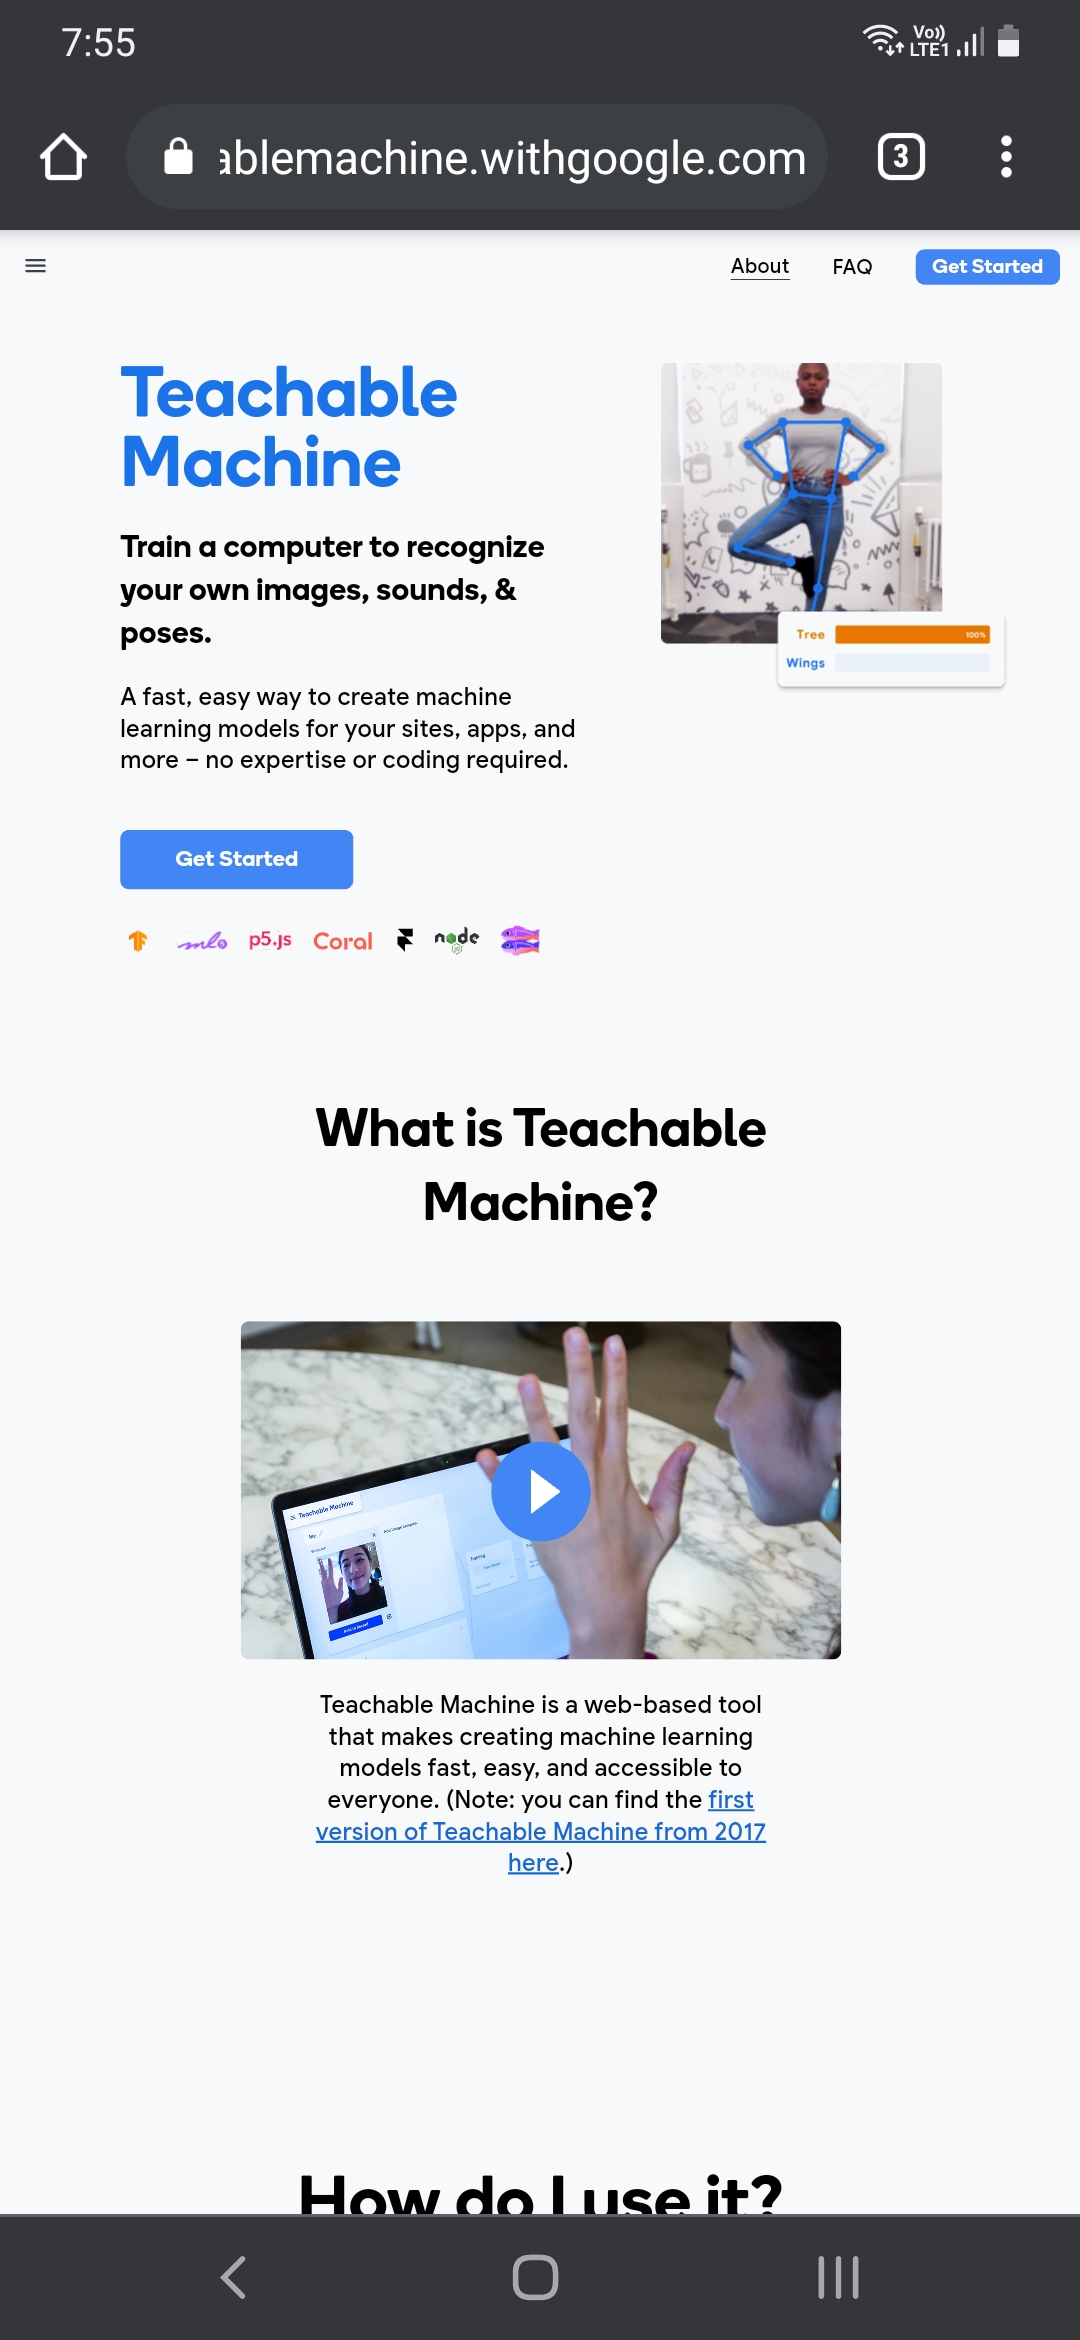 7:55
Vo))
LTE1
ablemachine.withgoogle.com
3
About
FAQ
Get Started
Teachable
Machine
Train a computer to recognize
your own images, sounds, &
poses.
Tree
100%
Wings
A fast, easy way to create machine
learning models for your sites, apps, and
more – no expertise or coding required.
Get Started
p5.js
Coral
node
What is Teachable
Machine?
Teachable Machine
Teachable Machine is a web-based tool
that makes creating machine learning
models fast, easy, and accessible to
everyone. (Note: you can find the first
version of Teachable Machine from 2017
here.)
How do I use it?